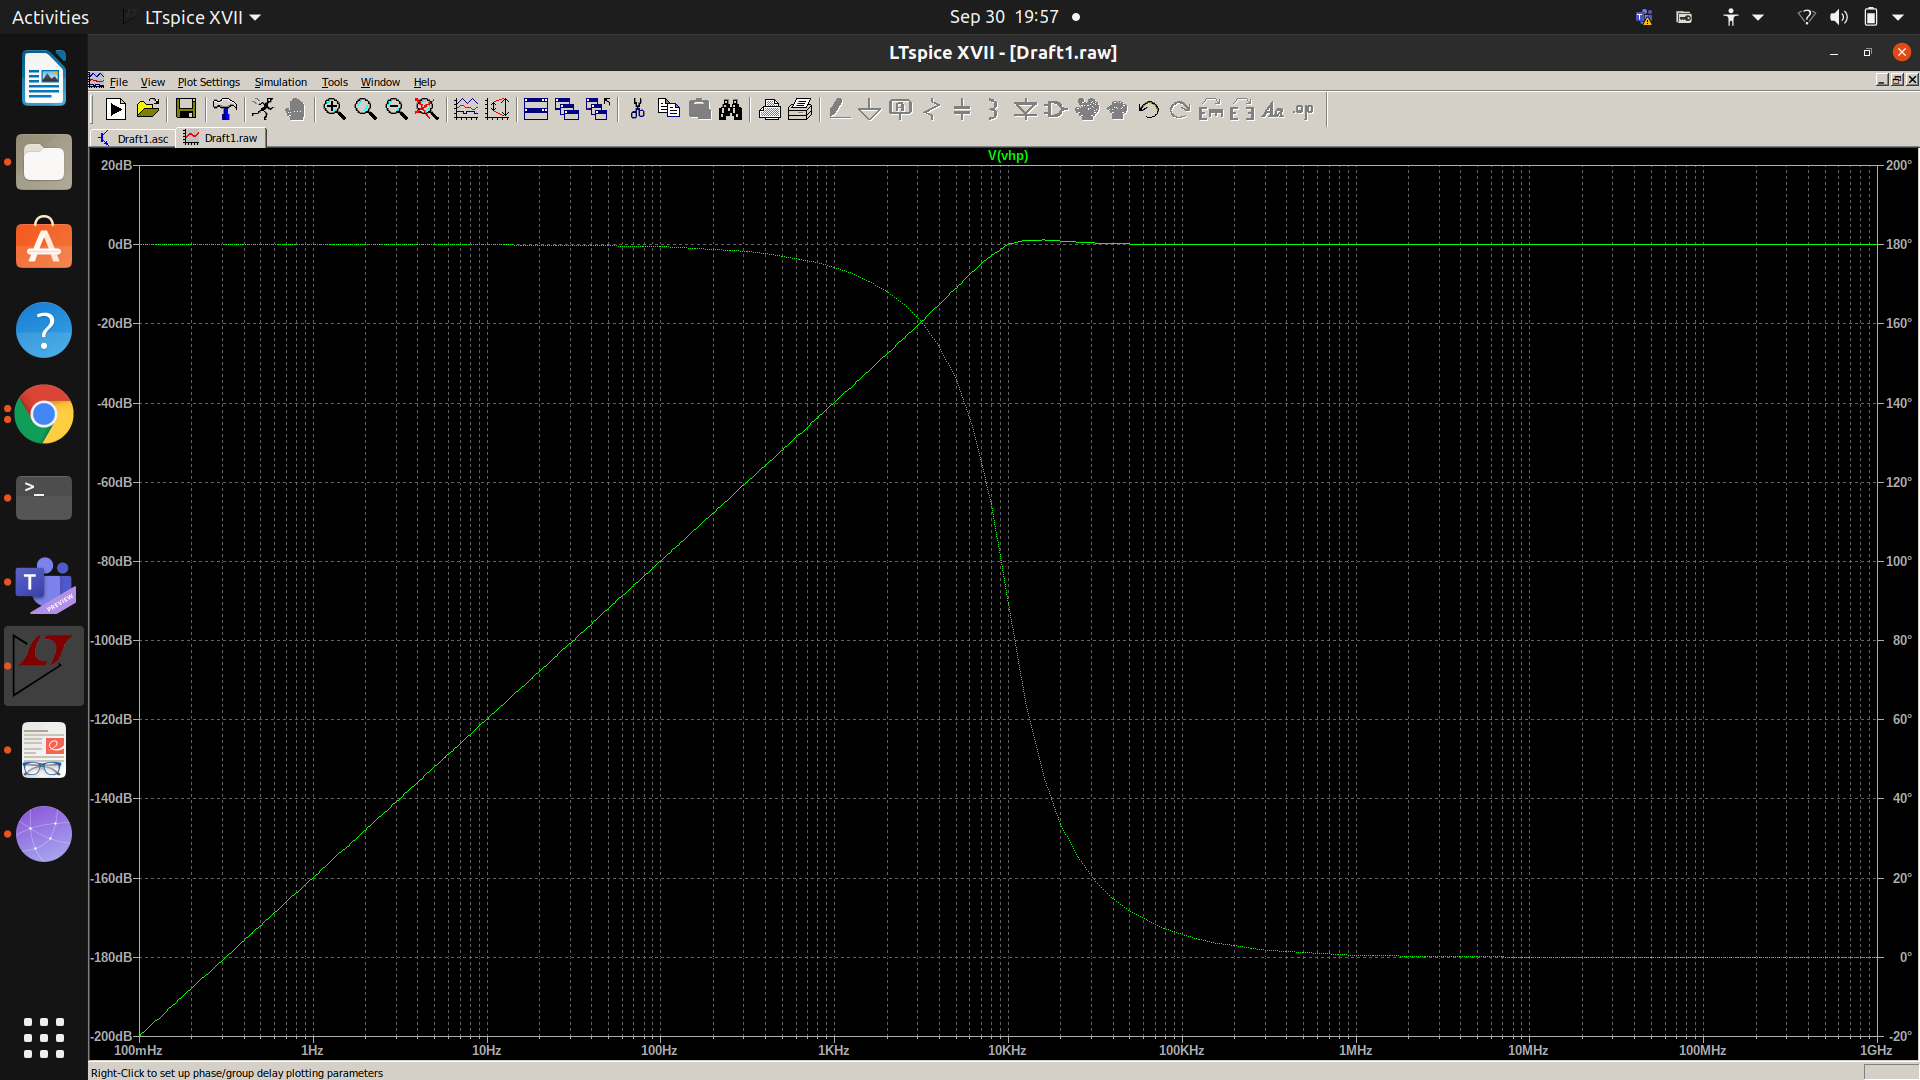 Activities LTspice XVII Sep 30 19:57
LTspice XVII - [Draft1.raw]
File View Plot Settings Simulation Tools Window Help
Draft1.asc Draft1.raw
V(vhp)
20dB 200°
0dB 180°
-20dB 160°
-40dB 140°
-60dB 120°
-80dB 100°
-100dB 80°
-120dB 60°
-140dB 40°
-160dB 20°
-180dB 0°
-200dB -20°
100mHz 1Hz 10Hz 100Hz 1KHz 10KHz 100KHz 1MHz 10MHz 100MHz 1GHz
Right-Click to set up phase/group delay plotting parameters